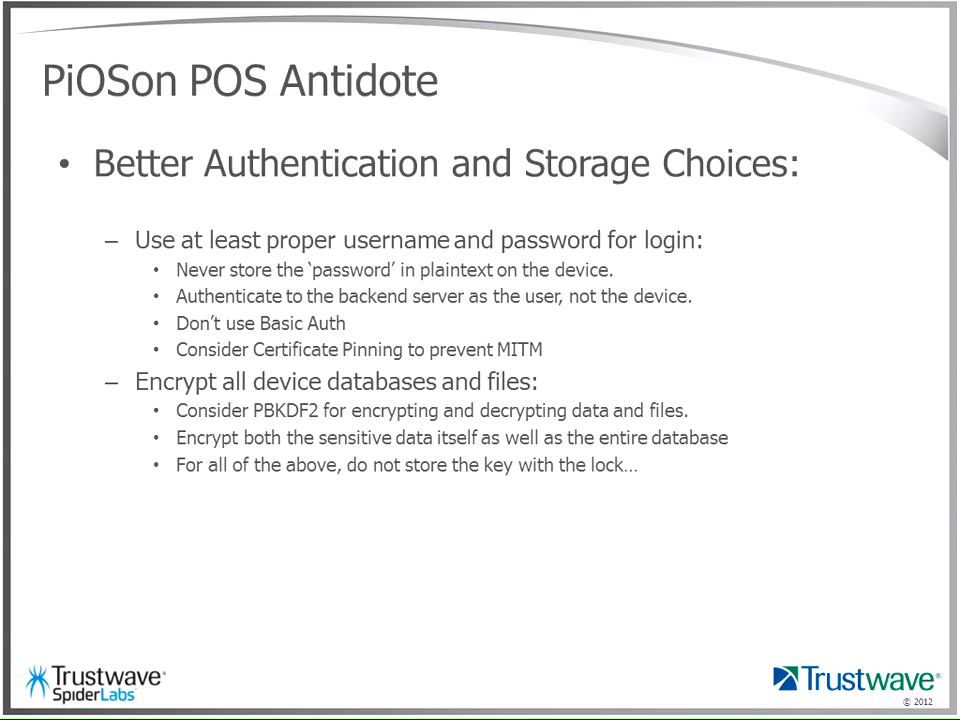 PiOSon POS Antidote
• Better Authentication and Storage Choices:
– Use at least proper username and password for login:
• Never store the ‘password’ in plaintext on the device.
• Authenticate to the backend server as the user, not the device.
• Don’t use Basic Auth
• Consider Certificate Pinning to prevent MITM
– Encrypt all device databases and files:
• Consider PBKDF2 for encrypting and decrypting data and files.
• Encrypt both the sensitive data itself as well as the entire database
• For all of the above, do not store the key with the lock…
Trustwave®
SpiderLabs
Trustwave®
© 2012